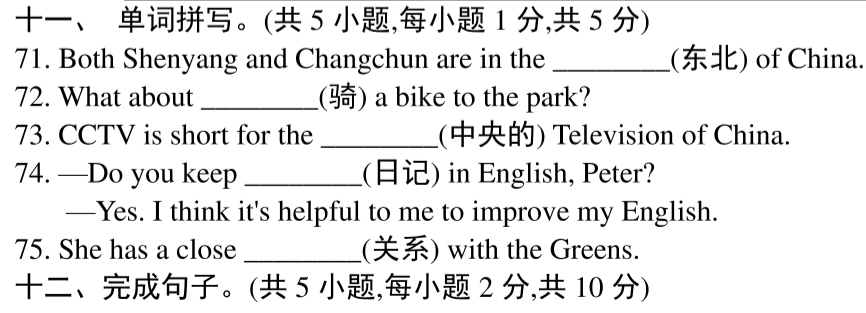 十一、 单词拼写。(共 5 小题,每小题 1 分,共 5 分)
71. Both Shenyang and Changchun are in the ________(东北) of China.
72. What about ________(骑) a bike to the park?
73. CCTV is short for the ________(中央的) Television of China.
74. —Do you keep ________(日记) in English, Peter?
—Yes. I think it's helpful to me to improve my English.
75. She has a close ________(关系) with the Greens.
十二、完成句子。(共 5 小题,每小题 2 分,共 10 分)